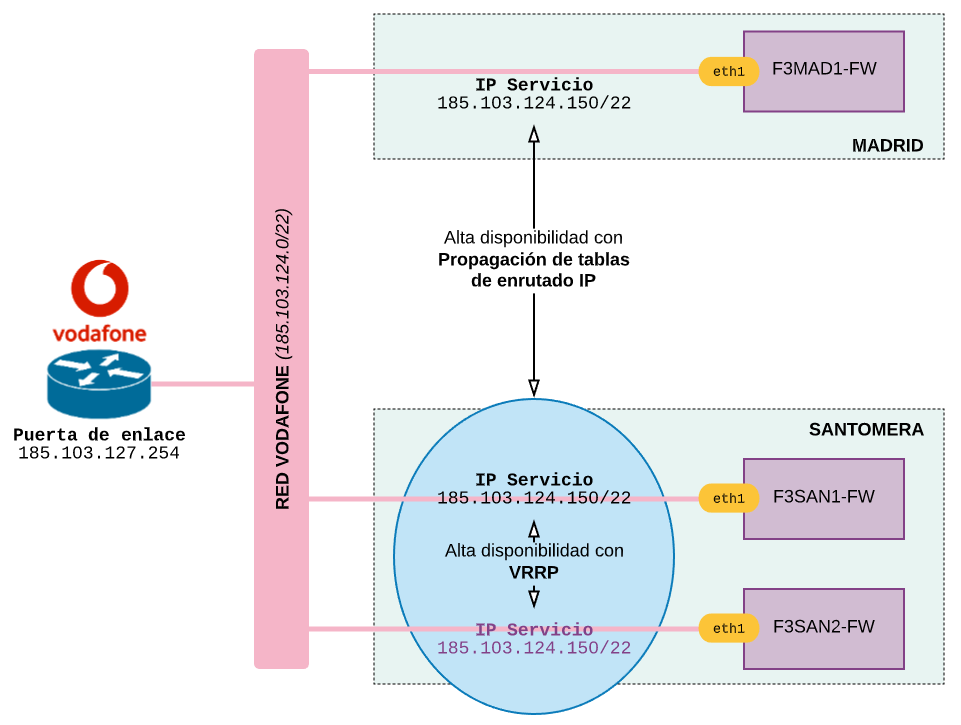 eth1
F3MAD1-FW
IP Servicio
185.103.124.150/22
MADRID
RED VODAFONE (185.103.124.0/22)
Alta disponibilidad con
Propagación de tablas
de enrutado IP
vodafone
Puerta de enlace
185.103.127.254
SANTOMERA
IP Servicio
185.103.124.150/22
eth1
F3SAN1-FW
Alta disponibilidad con
VRRP
IP Servicio
185.103.124.150/22
eth1
F3SAN2-FW